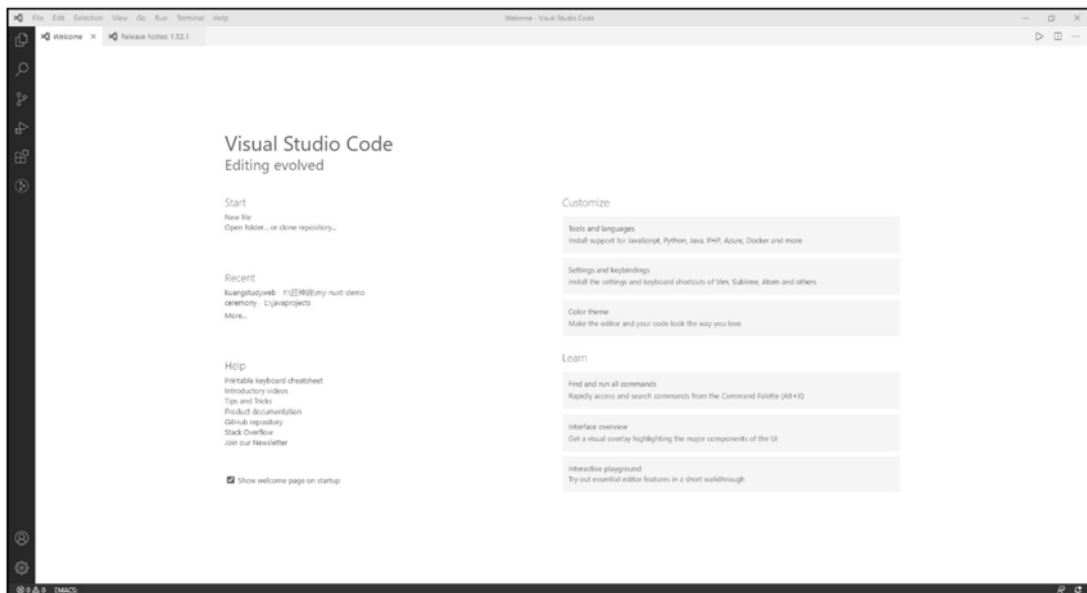 File Edit Selection View Go Run Terminal Help
Welcome - Visual Studio Code
Welcome
Release Notes: 1.52.1
Visual Studio Code
Editing evolved
Start
New file
Open folder... or clone repository...
Recent
kuangstudyweb
my-nuxt-demo
ceremony E:\javaprojects
More...
Help
Printable keyboard cheatsheet
Introductory videos
Tips and Tricks
Product documentation
GitHub repository
Stack Overflow
Join our Newsletter
Show welcome page on startup
Customize
Tools and languages
Install support for JavaScript, Python, Java, PHP, Azure, Docker and more
Settings and keybindings
Install the settings and keyboard shortcuts of Vim, Sublime, Atom and others
Color theme
Make the editor and your code look the way you love
Learn
Find and run all commands
Rapidly access and search commands from the Command Palette (Alt+X)
Interface overview
Get a visual overlay highlighting the major components of the UI
Interactive playground
Try out essential editor features in a short walkthrough
0 0 EMACS: